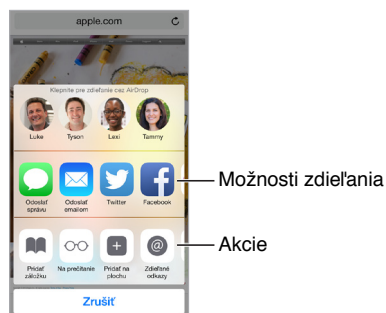 apple.com
Klepnite pre zdieľanie cez AirDrop
Luke Tyson Lexi Tammy
Možnosti zdieľania
Odoslať správu
Odoslať emailom
Twitter
Facebook
Akcie
Pridať záložku
Na prečítanie
Pridať na plochu
Zdieľané odkazy
Zrušiť